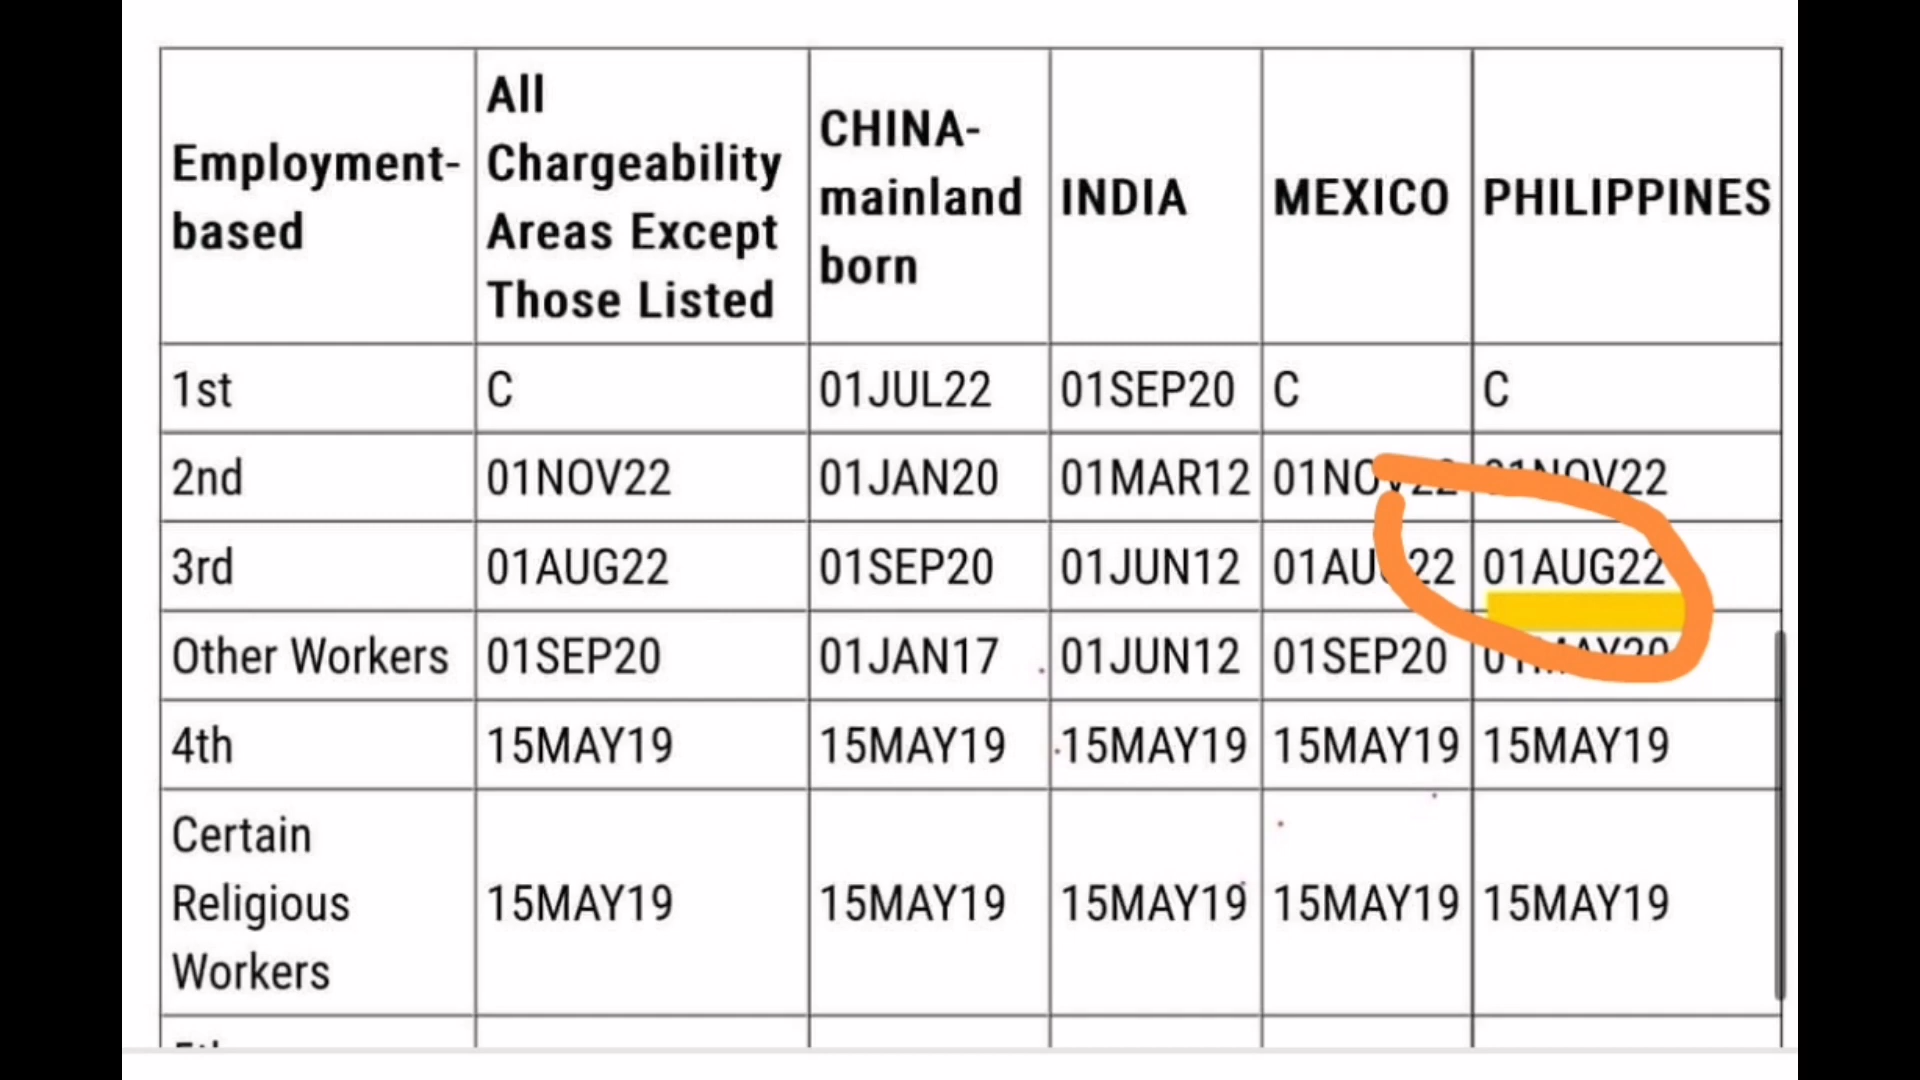 Employment-
based
All
Chargeability
Areas Except
Those Listed
CHINA-
mainland
born
INDIA
MEXICO
PHILIPPINES
1st
C
01JUL22
01SEP20
C
C
2nd
01NOV22
01JAN20
01MAR12
01NOV22
01NOV22
3rd
01AUG22
01SEP20
01JUN12
01AUG22
01AUG22
Other Workers
01SEP20
01JAN17
01JUN12
01SEP20
01MAY20
4th
15MAY19
15MAY19
15MAY19
15MAY19
15MAY19
Certain
Religious
Workers
15MAY19
15MAY19
15MAY19
15MAY19
15MAY19